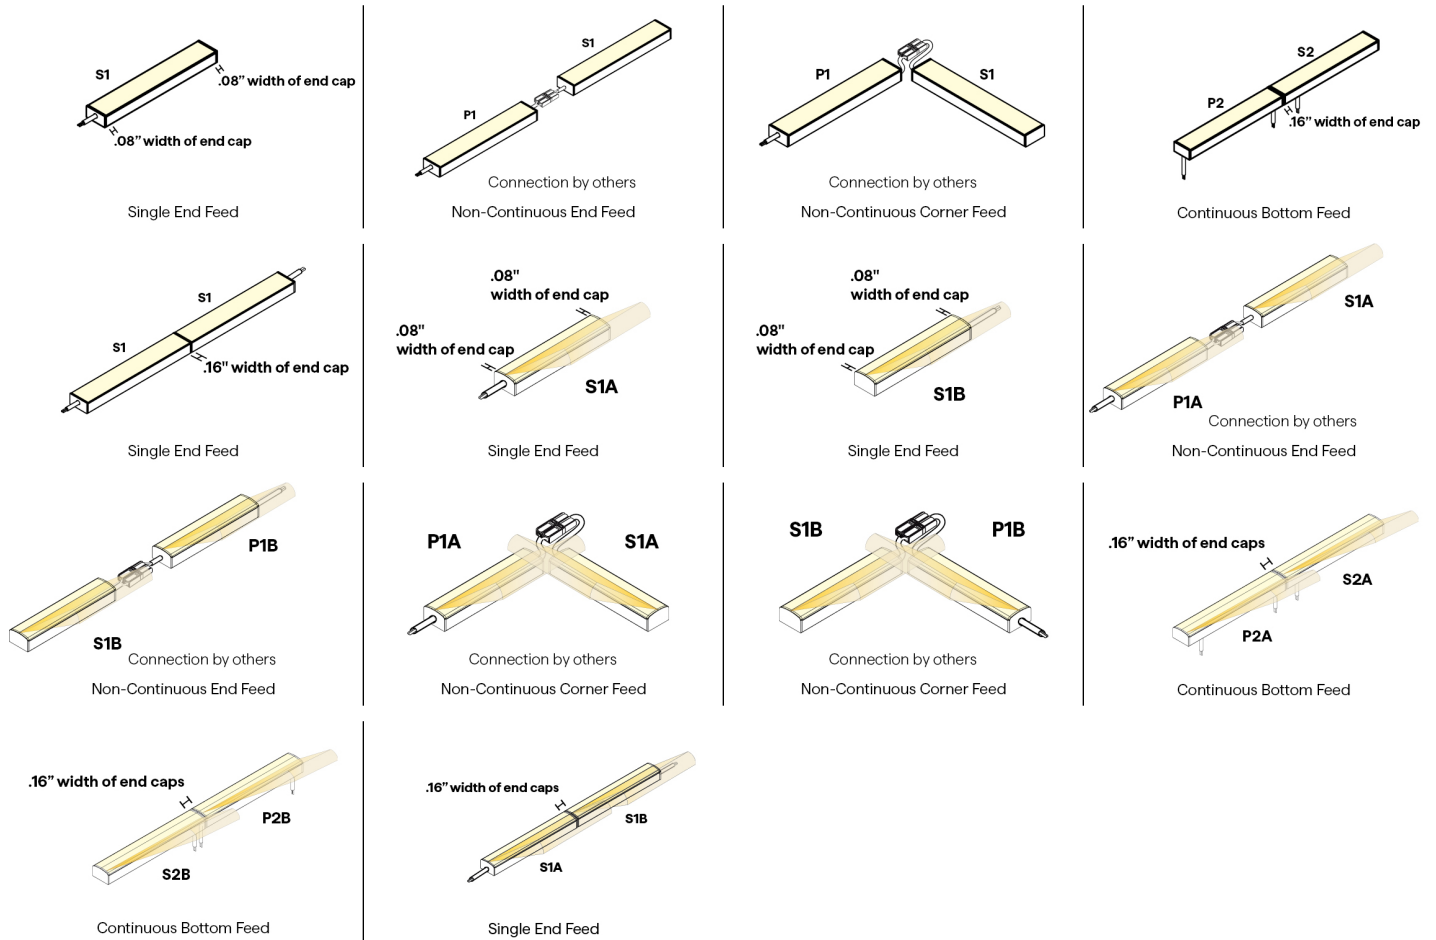 S1
.08” width of end cap
.08” width of end cap
Single End Feed
S1
P1
Connection by others
Non-Continuous End Feed
P1
S1
Connection by others
Non-Continuous Corner Feed
S2
P2
.16” width of end cap
Continuous Bottom Feed
S1
S1
.16" width of end cap
Single End Feed
.08"
width of end cap
.08"
width of end cap
S1A
Single End Feed
.08"
width of end cap
.08"
width of end cap
S1B
Single End Feed
S1A
P1A
Connection by others
Non-Continuous End Feed
P1B
S1B
Connection by others
Non-Continuous End Feed
P1A
S1A
Connection by others
Non-Continuous Corner Feed
S1B
P1B
Connection by others
Non-Continuous Corner Feed
.16” width of end caps
S2A
P2A
Continuous Bottom Feed
.16” width of end caps
P2B
S2B
Continuous Bottom Feed
.16” width of end caps
S1B
S1A
Single End Feed